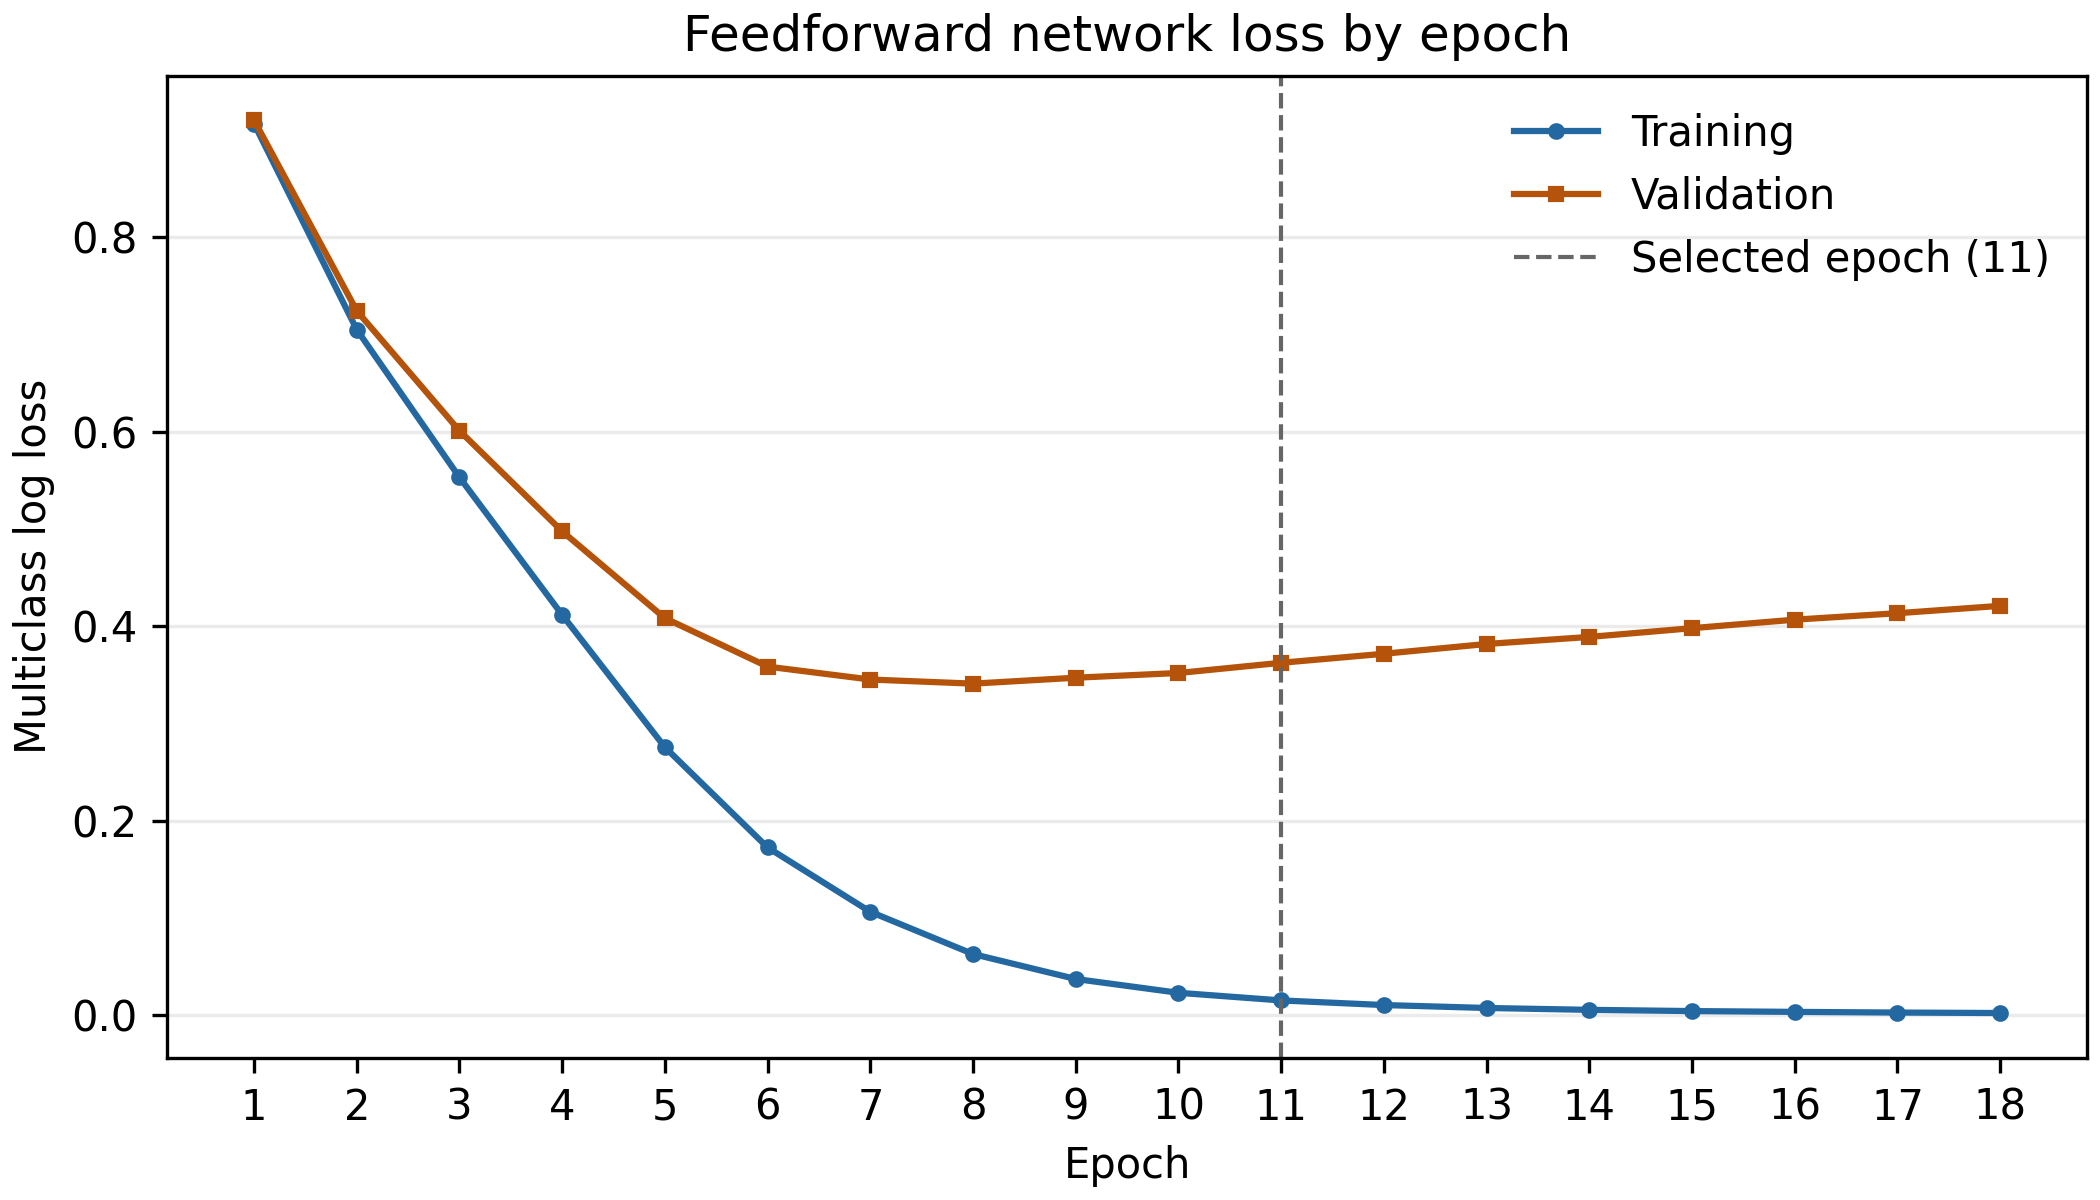 Feedforward network loss by epoch
Training
Validation
Selected epoch (11)
Multiclass log loss
0.8
0.6
0.4
0.2
0.0
1 2 3 4 5 6 7 8 9 10 11 12 13 14 15 16 17 18
Epoch